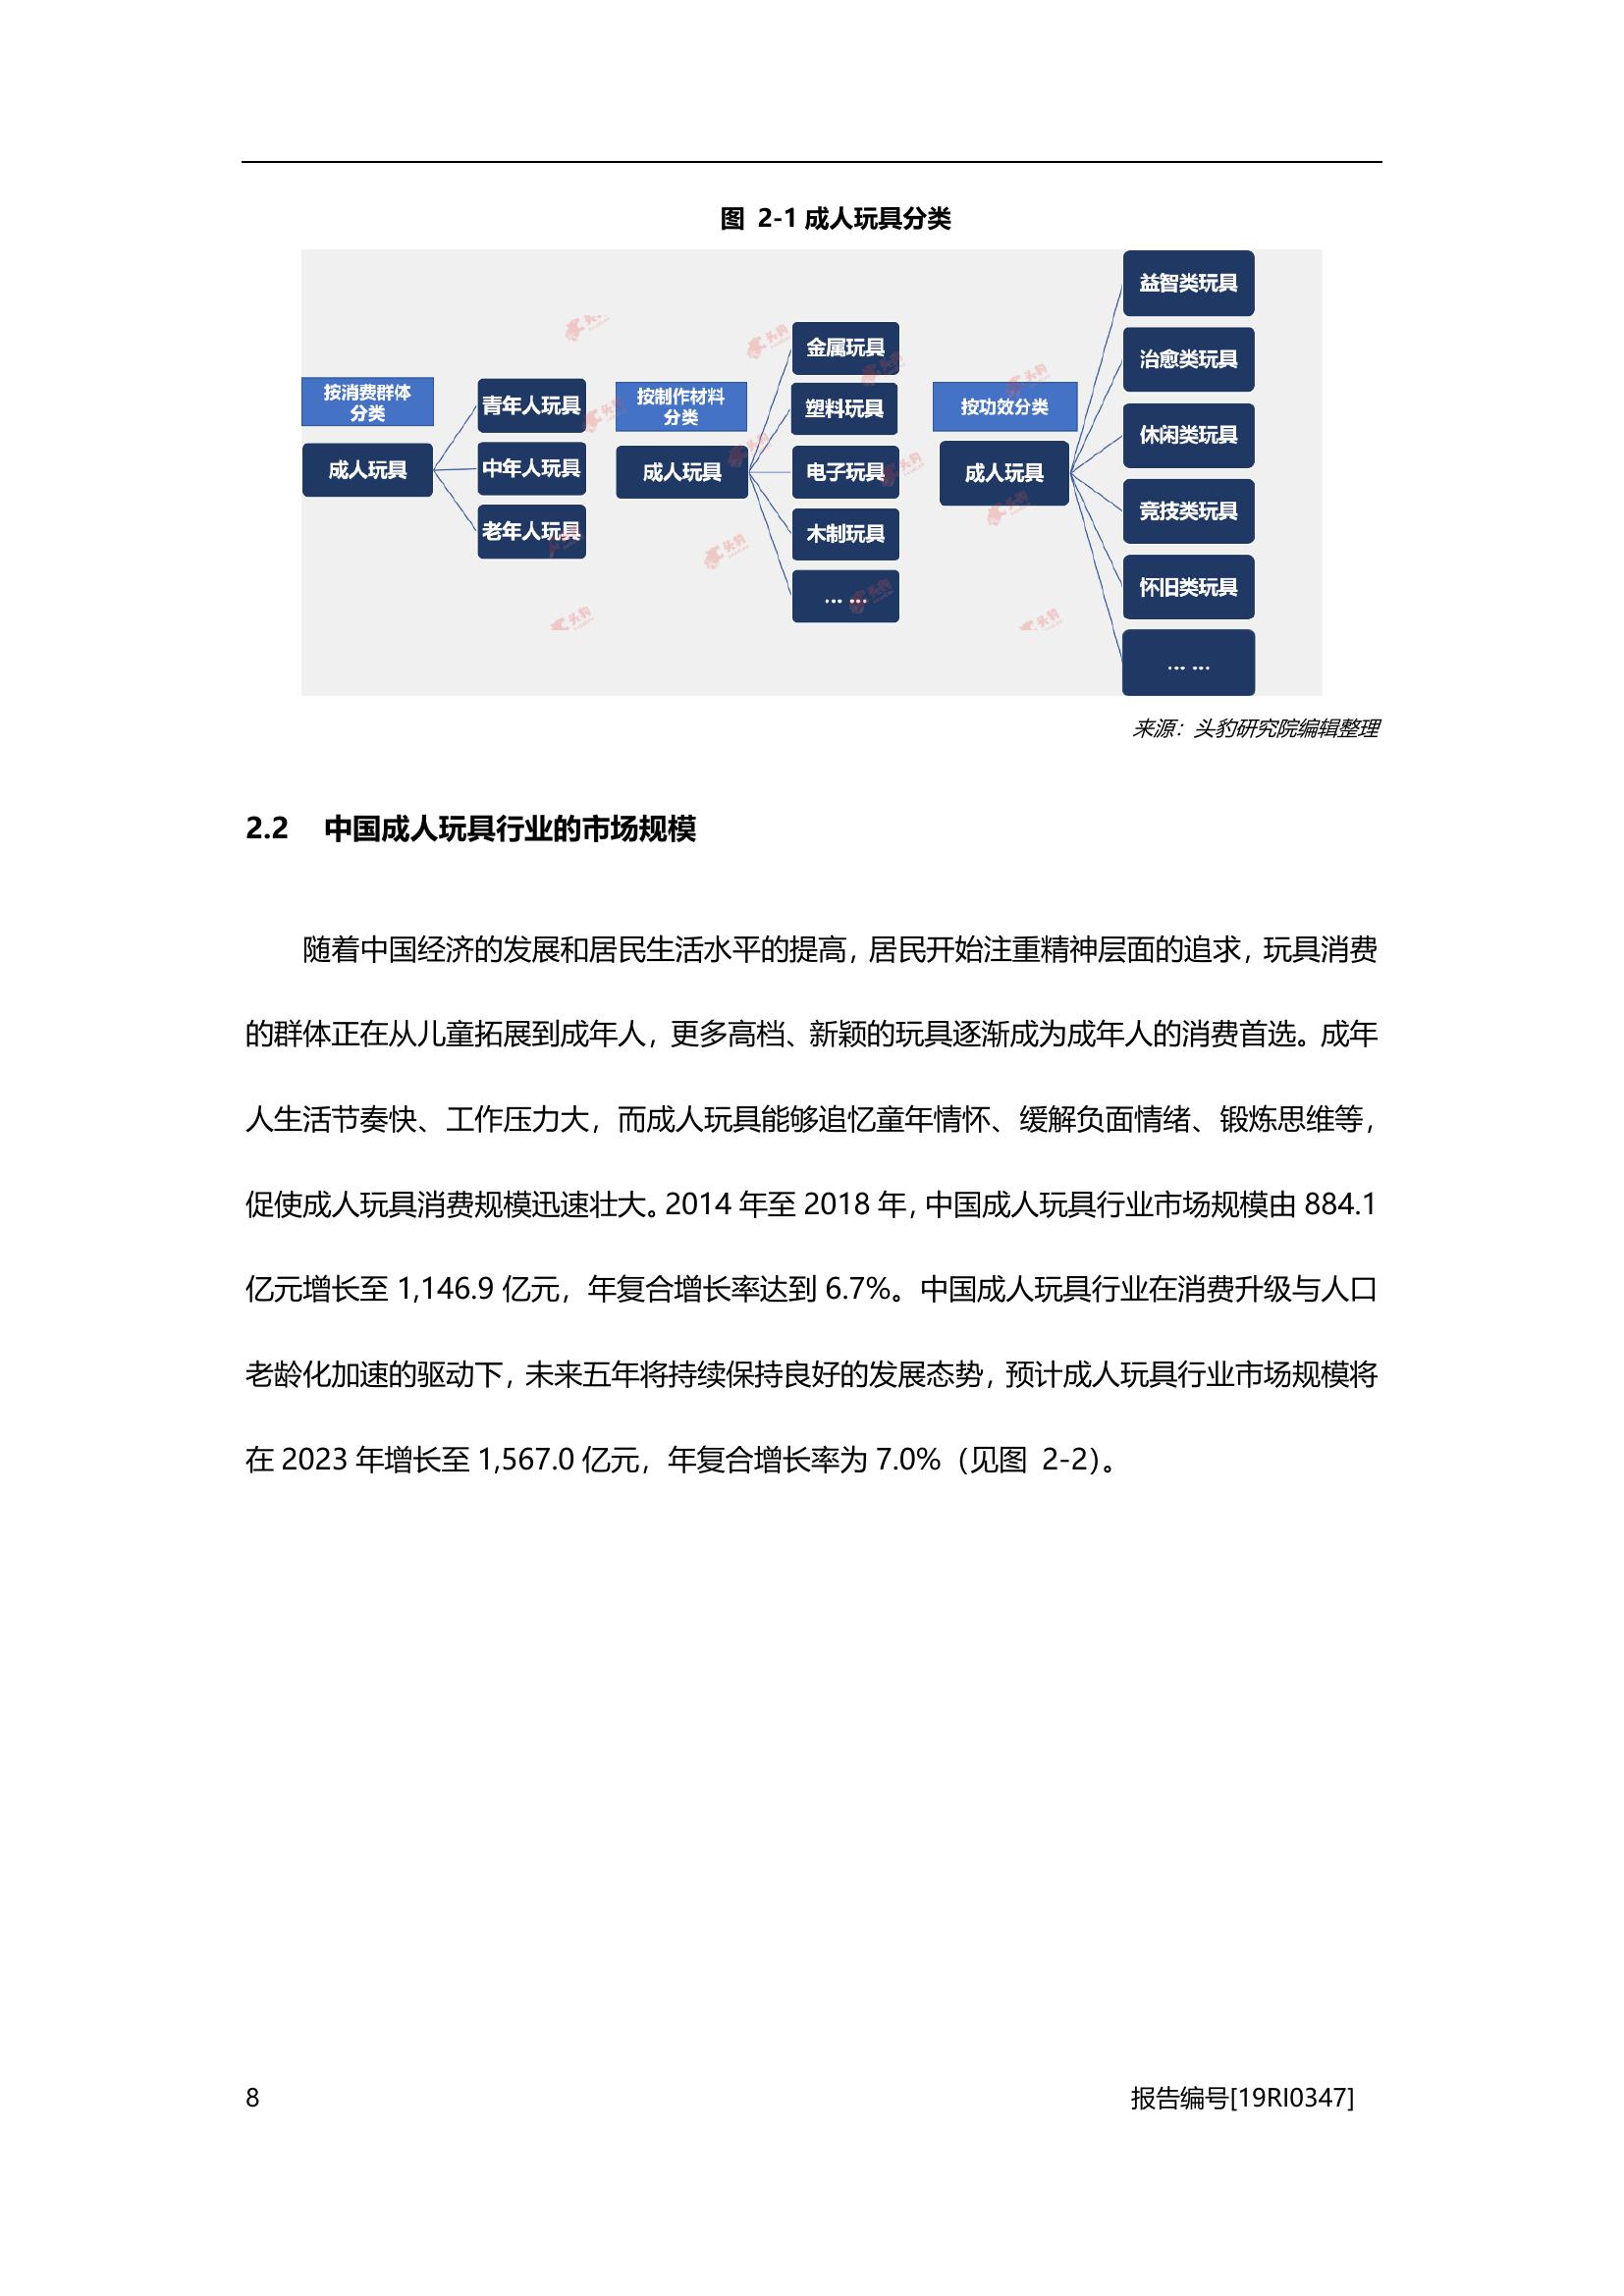 图 2-1 成人玩具分类
按消费群体
分类
成人玩具
青年人玩具
中年人玩具
老年人玩具
按制作材料
分类
成人玩具
金属玩具
塑料玩具
电子玩具
木制玩具
... ...
按功效分类
成人玩具
益智类玩具
治愈类玩具
休闲类玩具
竞技类玩具
怀旧类玩具
... ...
头豹
来源：头豹研究院编辑整理
2.2 中国成人玩具行业的市场规模
随着中国经济的发展和居民生活水平的提高，居民开始注重精神层面的追求，玩具消费
的群体正在从儿童拓展到成年人，更多高档、新颖的玩具逐渐成为成年人的消费首选。成年
人生活节奏快、工作压力大，而成人玩具能够追忆童年情怀、缓解负面情绪、锻炼思维等，
促使成人玩具消费规模迅速壮大。2014 年至 2018 年，中国成人玩具行业市场规模由 884.1
亿元增长至 1,146.9 亿元，年复合增长率达到 6.7%。中国成人玩具行业在消费升级与人口
老龄化加速的驱动下，未来五年将持续保持良好的发展态势，预计成人玩具行业市场规模将
在 2023 年增长至 1,567.0 亿元，年复合增长率为 7.0%（见图 2-2）。
8
报告编号[19RI0347]